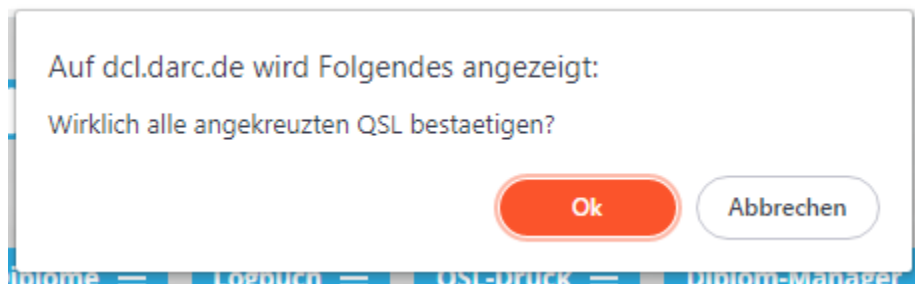 Auf dcl.darc.de wird Folgendes angezeigt:
Wirklich alle angekreuzten QSL bestaetigen?
Ok Abbrechen
iplome Logbuch QSL-Druck Diplom-Manager